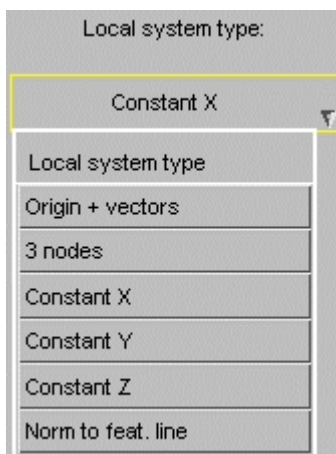 Local system type:
Constant X
Local system type
Origin + vectors
3 nodes
Constant X
Constant Y
Constant Z
Norm to feat. line